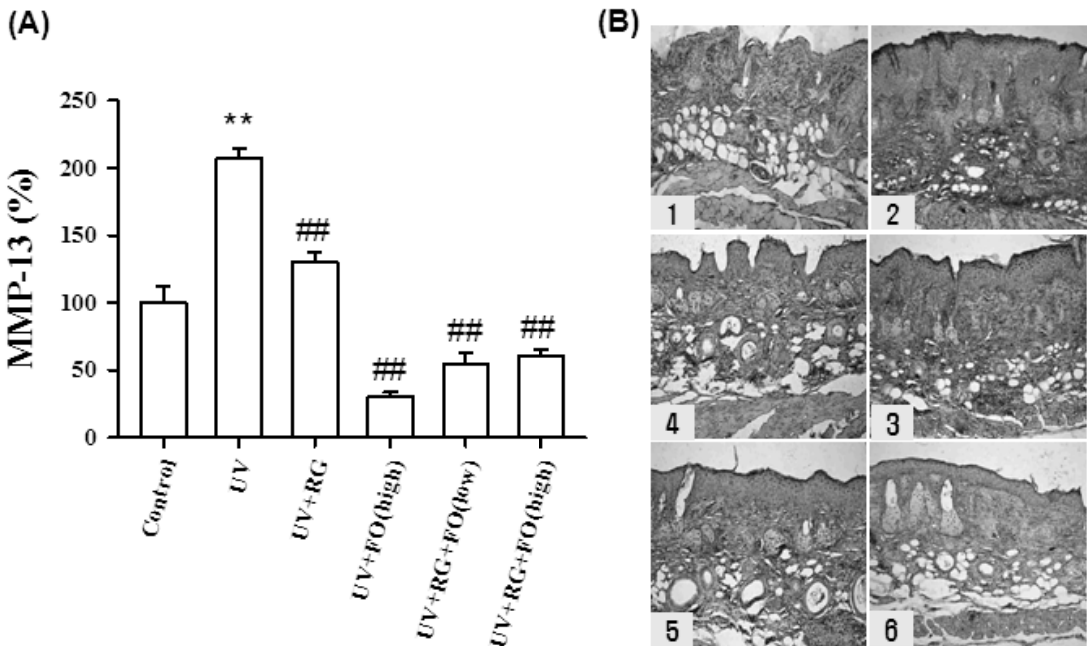 (A)
(B)
MMP-13 (%)
250
200
150
100
50
0
**
##
##
##
##
Control
UV
UV+RG
UV+FO(high)
UV+RG+FO(low)
UV+RG+FO(high)
1
2
4
3
5
6